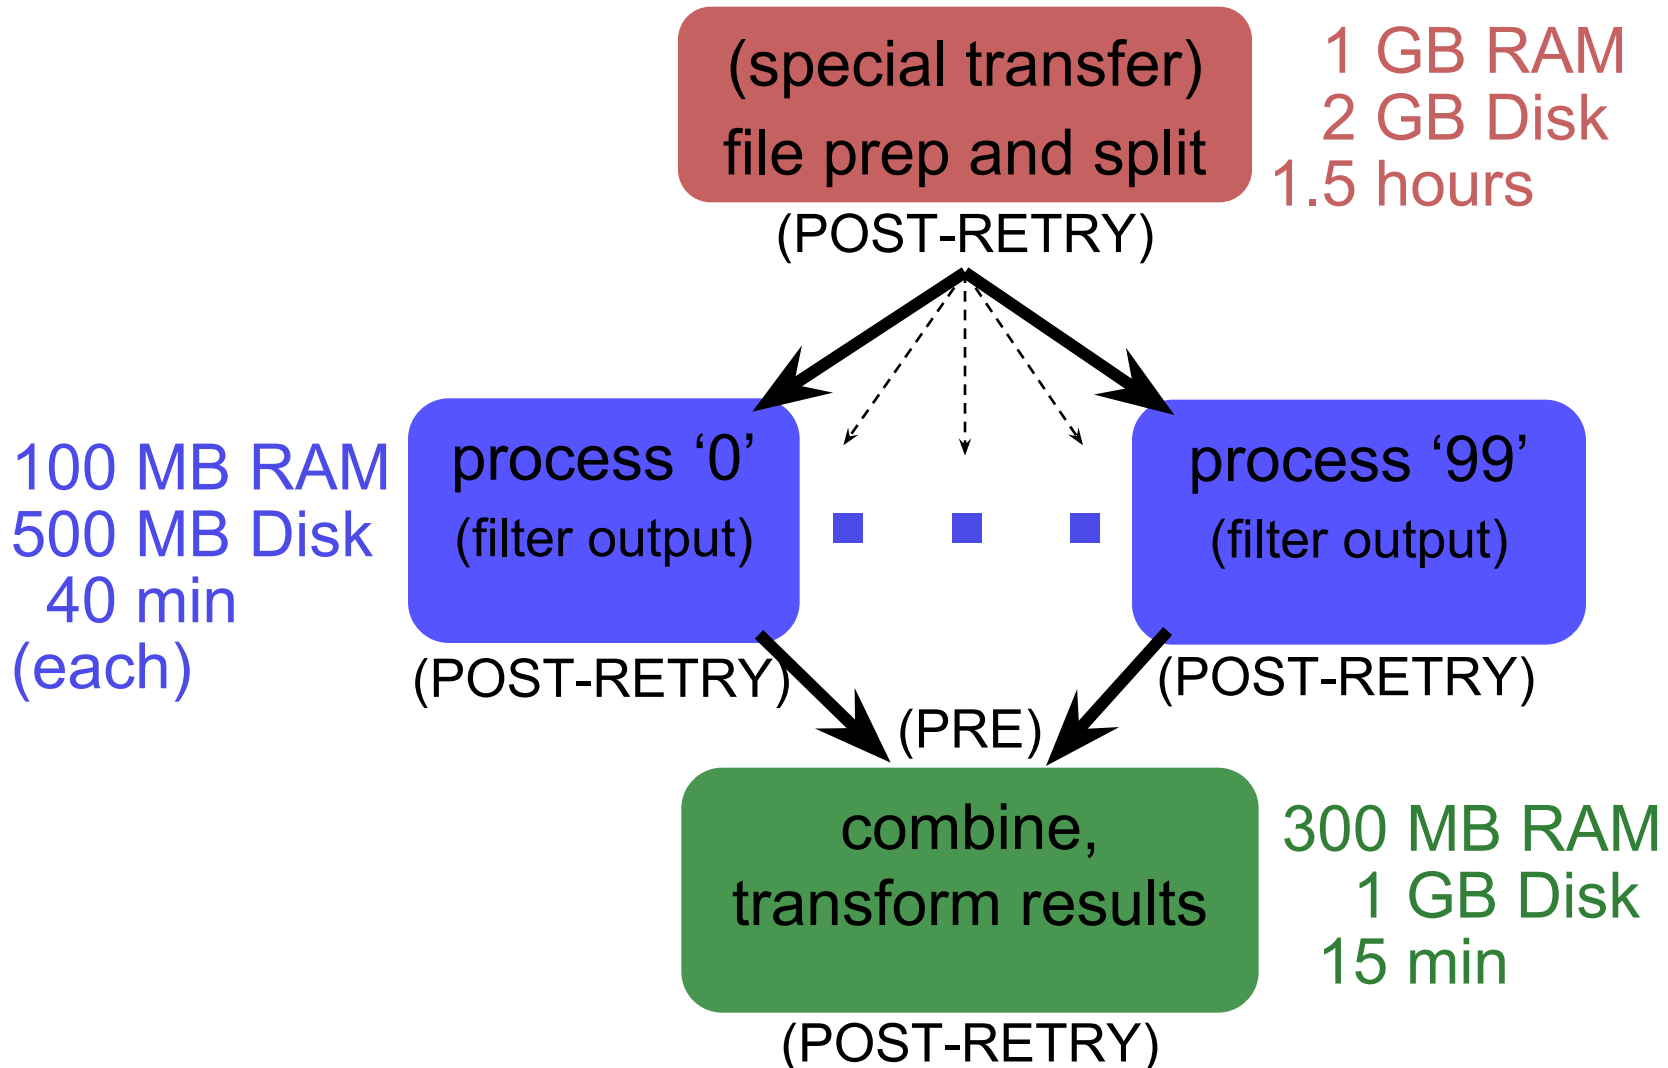 (special transfer)
file prep and split
1 GB RAM
2 GB Disk
1.5 hours
(POST-RETRY)
100 MB RAM
500 MB Disk
40 min
(each)
process ‘0’
(filter output)
(POST-RETRY)
process ‘99’
(filter output)
(POST-RETRY)
(PRE)
combine,
transform results
300 MB RAM
1 GB Disk
15 min
(POST-RETRY)